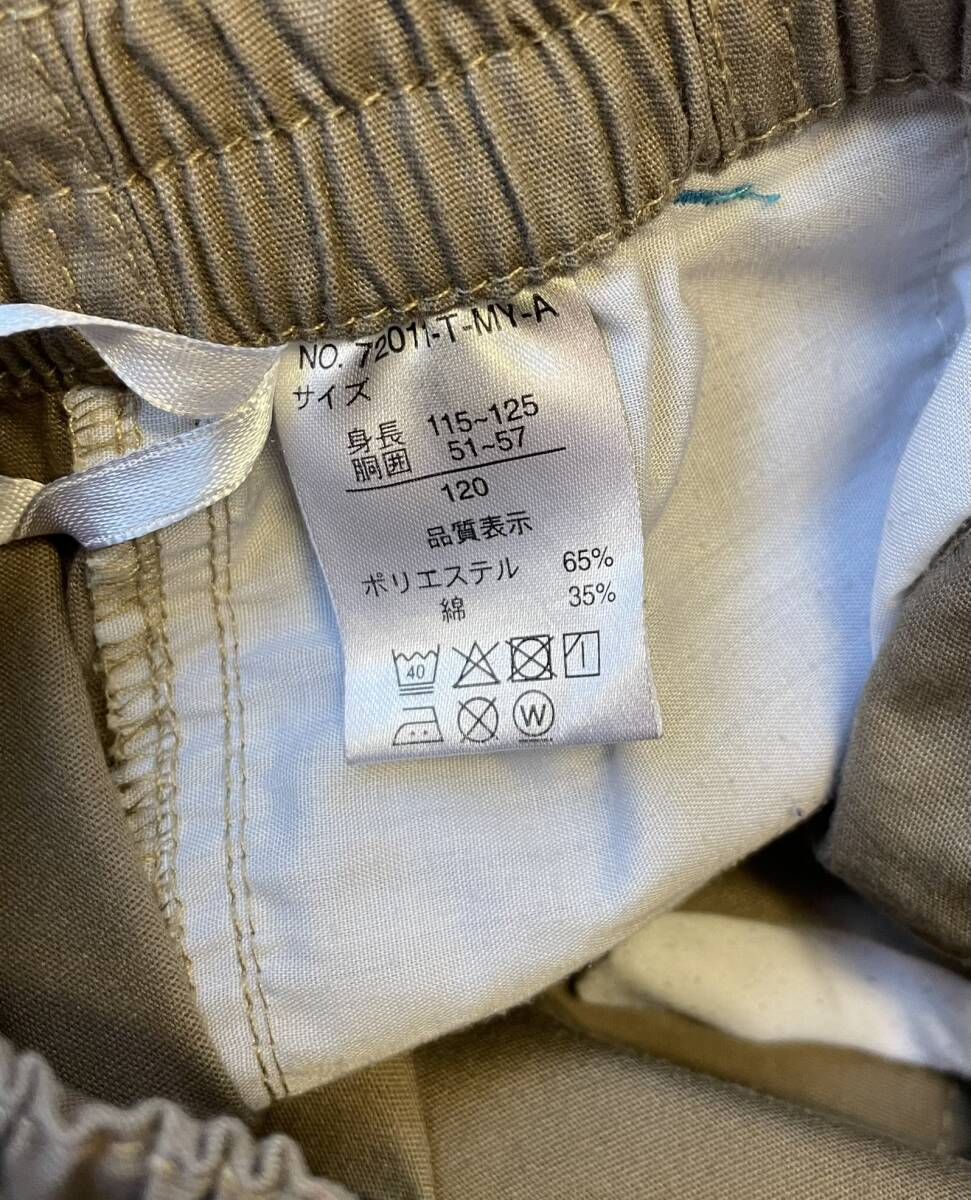 NO. 72011-T-MY-A
サイズ
身長 115~125
胴囲 51~57
120
品質表示
ポリエステル 65%
綿 35%
40
W